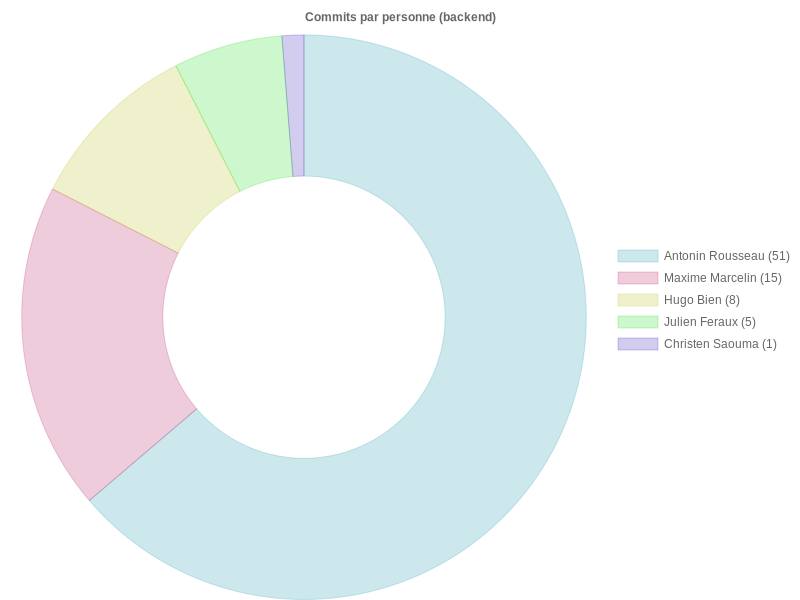 Commits par personne (backend)
Antonin Rousseau (51)
Maxime Marcelin (15)
Hugo Bien (8)
Julien Feraux (5)
Christen Saouma (1)